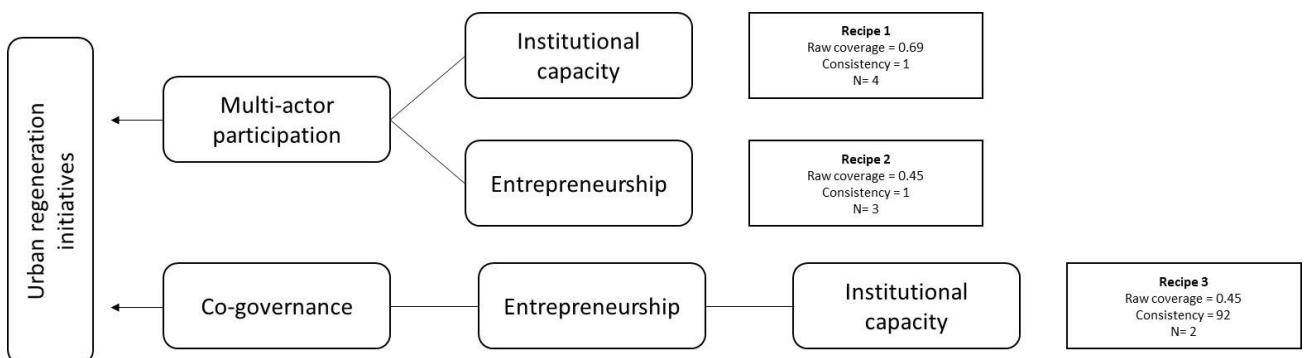 Urban regeneration
initiatives
Multi-actor
participation
Institutional
capacity
Recipe 1
Raw coverage = 0.69
Consistency = 1
N= 4
Entrepreneurship
Recipe 2
Raw coverage = 0.45
Consistency = 1
N= 3
Co-governance
Entrepreneurship
Institutional
capacity
Recipe 3
Raw coverage = 0.45
Consistency = 92
N= 2